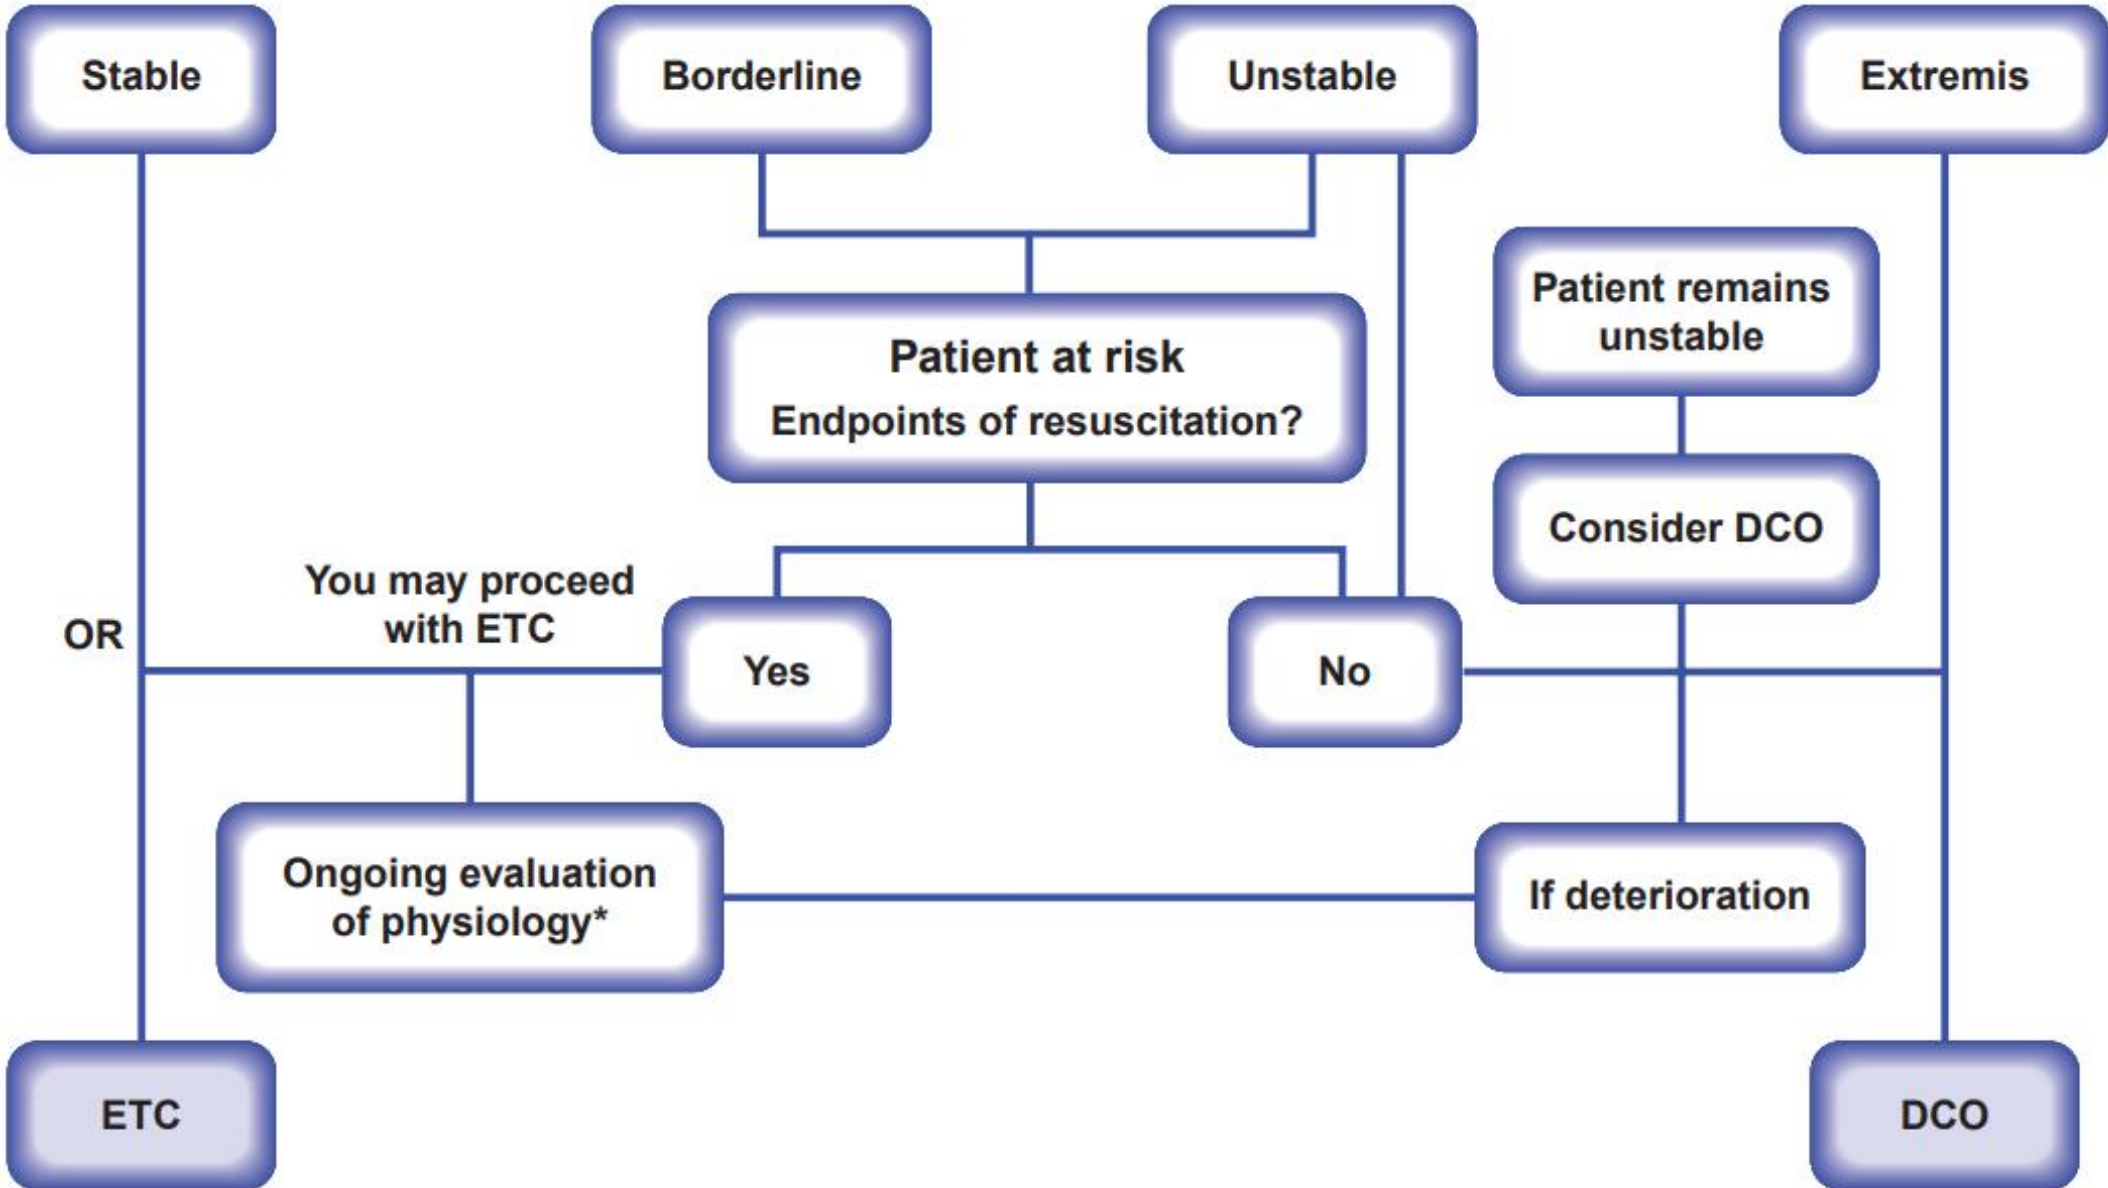 Stable
Borderline
Unstable
Extremis
Patient remains
unstable
Patient at risk
Endpoints of resuscitation?
Consider DCO
You may proceed
with ETC
OR
Yes
No
Ongoing evaluation
of physiology*
If deterioration
ETC
DCO